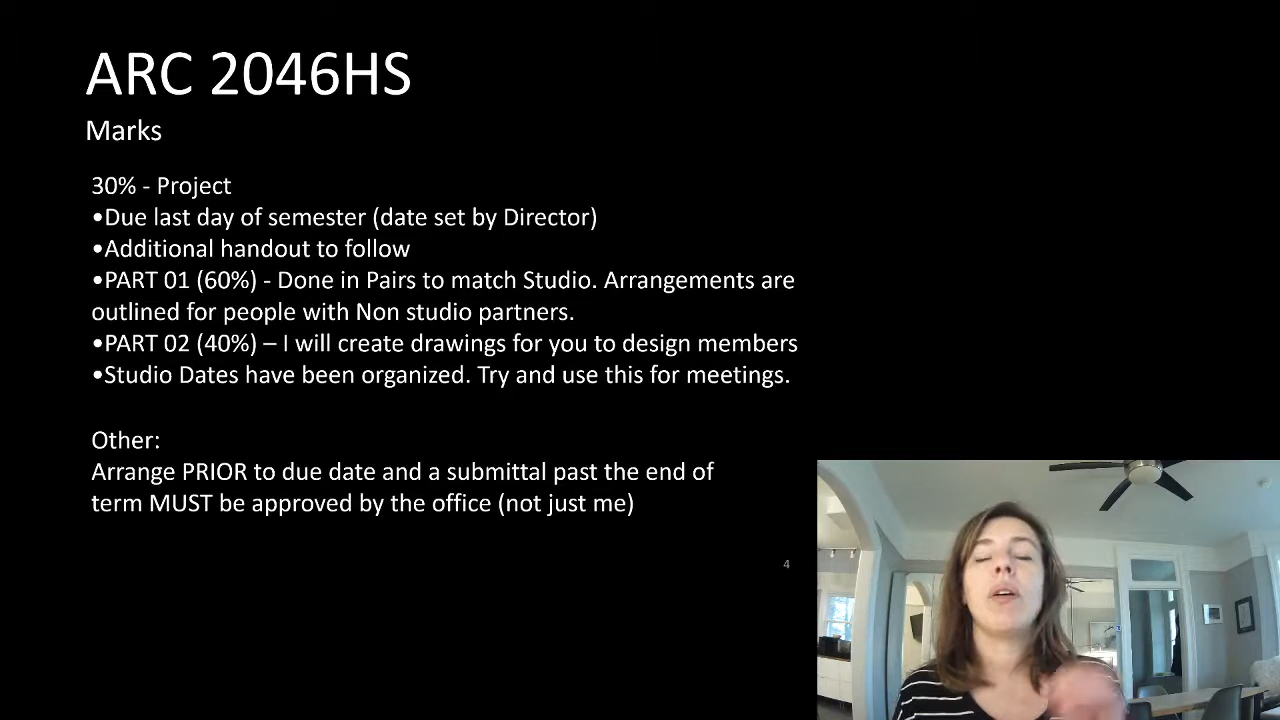 ARC 2046HS
Marks
30% - Project
•Due last day of semester (date set by Director)
•Additional handout to follow
•PART 01 (60%) - Done in Pairs to match Studio. Arrangements are
outlined for people with Non studio partners.
•PART 02 (40%) – I will create drawings for you to design members
•Studio Dates have been organized. Try and use this for meetings.
Other:
Arrange PRIOR to due date and a submittal past the end of
term MUST be approved by the office (not just me)
4